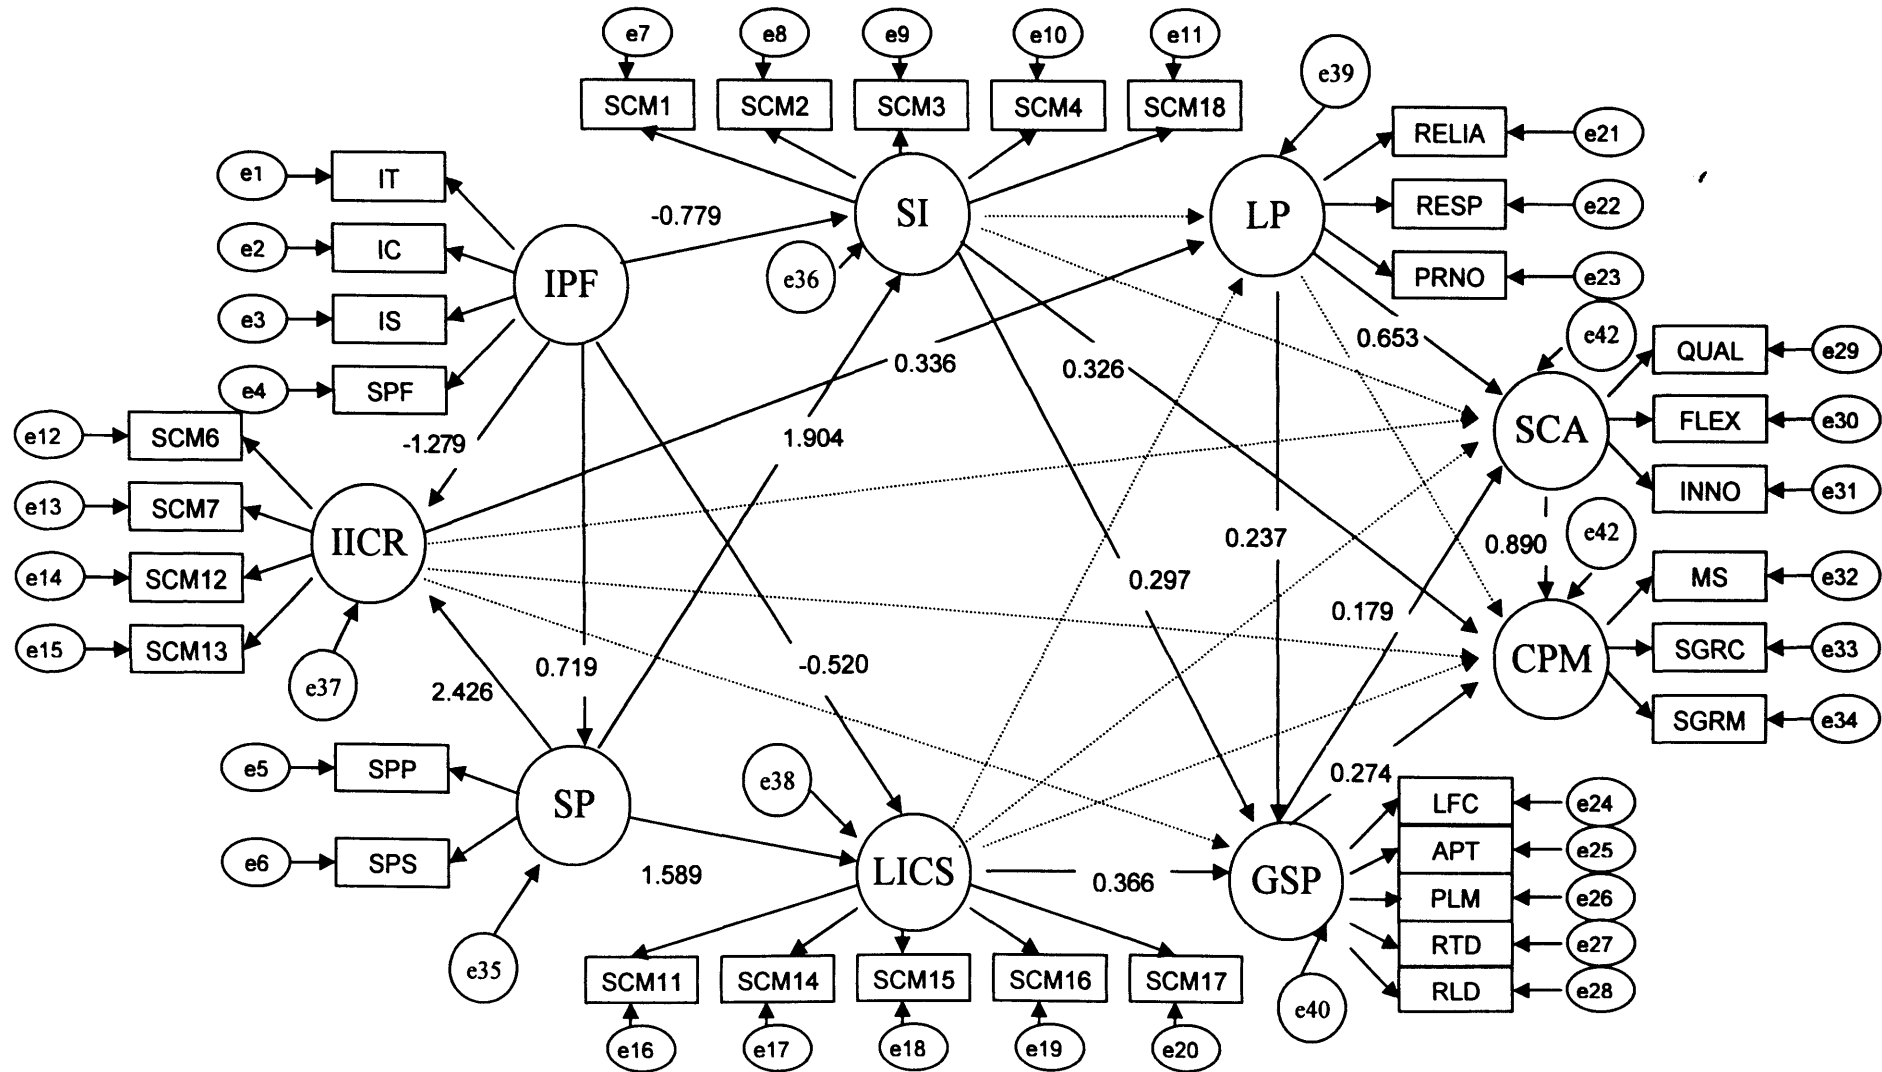 e7 e8 e9 e10 e11
e39
SCM1 SCM2 SCM3 SCM4 SCM18
RELIA e21
e1 IT
SI LP
RESP e22
-0.779
e2 IC
PRNO e23
IPF
e36
e3 IS
0.653 e42 QUAL e29
0.336 0.326
e4 SPF
SCA FLEX e30
e12 SCM6 -1.279 1.904
INNO e31
e13 SCM7
IICR 0.237 0.890 e42
e14 SCM12 0.297 MS e32
0.179
e15 SCM13 CPM SGRC e33
0.719 -0.520
e37 2.426
SGRM e34
e5 SPP e38 0.274
SP LFC e24
e6 SPS APT e25
1.589 LICS 0.366 GSP
PLM e26
RTD e27
e35 SCM11 SCM14 SCM15 SCM16 SCM17 RLD e28
e40
e16 e17 e18 e19 e20